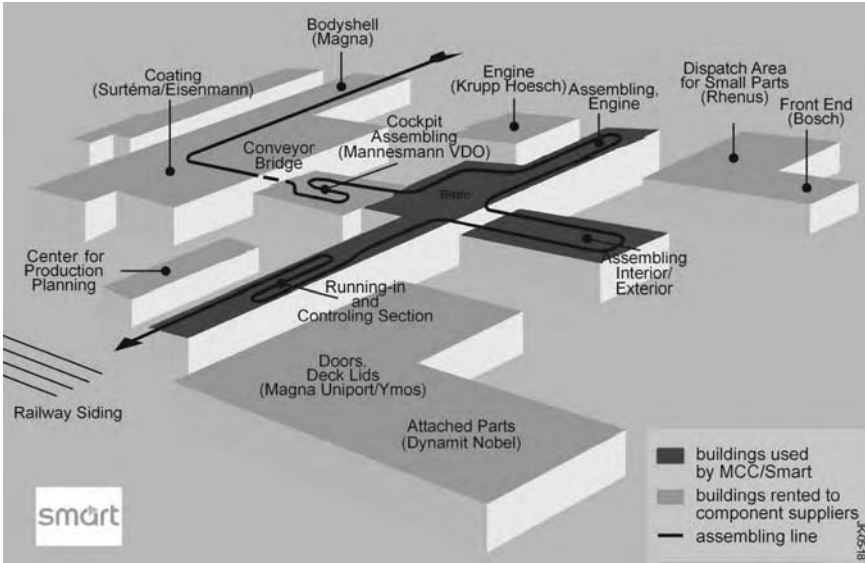 Bodyshell
(Magna)
Coating
(Surtéma/Eisenmann)
Engine
(Krupp Hoesch)
Assembling,
Engine
Dispatch Area
for Small Parts
(Rhenus)
Front End
(Bosch)
Cockpit
Assembling
(Mannesmann VDO)
Conveyor
Bridge
Bistro
Center for
Production
Planning
Assembling
Interior/
Exterior
Running-in
and
Controling Section
Doors,
Deck Lids
(Magna Uniport/Ymos)
Railway Siding
Attached Parts
(Dynamit Nobel)
buildings used
by MCC/Smart
buildings rented to
component suppliers
assembling line
smart
JK-05-18